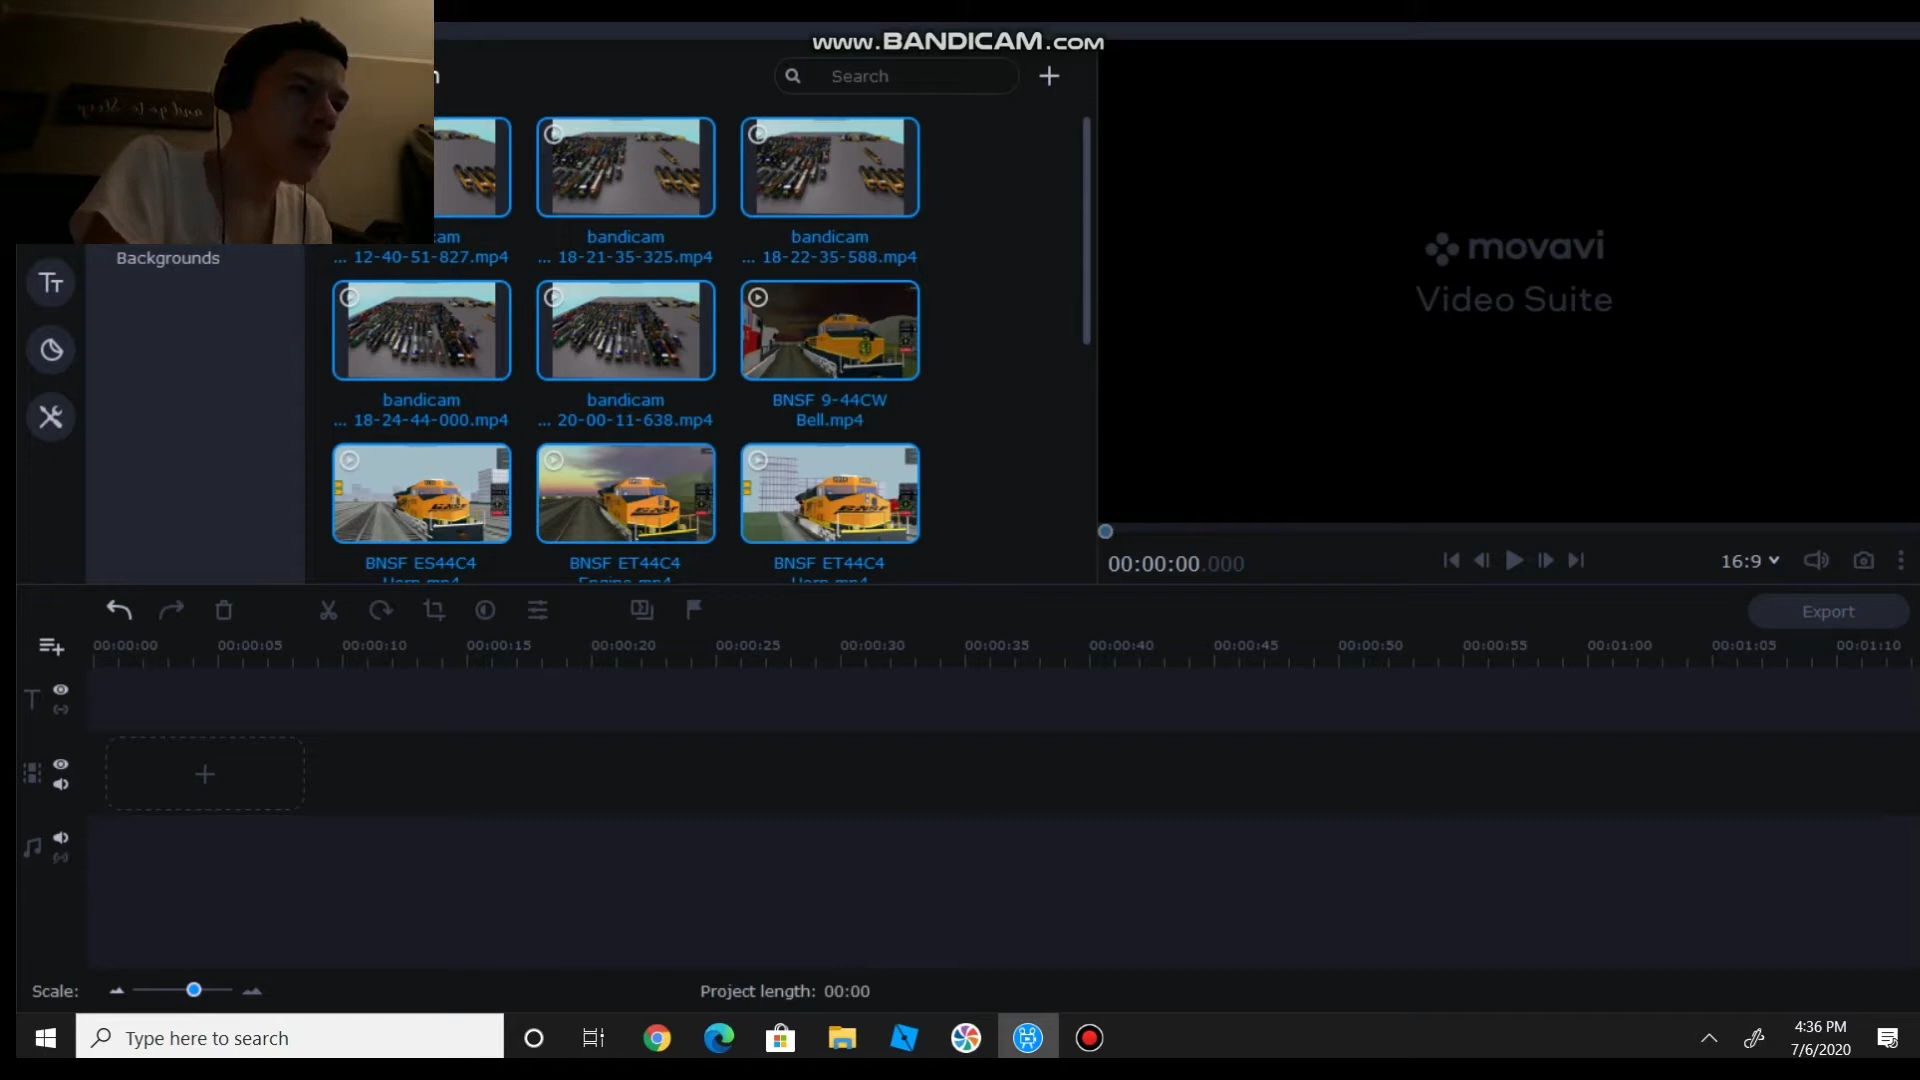 www.BANDICAM.com
and go to sleep
Search
cam
... 12-40-51-827.mp4
bandicam
... 18-21-35-325.mp4
bandicam
... 18-22-35-588.mp4
Backgrounds
movavi
Video Suite
bandicam
... 18-24-44-000.mp4
bandicam
... 20-00-11-638.mp4
BNSF 9-44CW
Bell.mp4
BNSF ES44C4
Horn.mp4
BNSF ET44C4
Engine.mp4
BNSF ET44C4
Horn.mp4
00:00:00.000
16:9
Export
00:00:00 00:00:05 00:00:10 00:00:15 00:00:20 00:00:25 00:00:30 00:00:35 00:00:40 00:00:45 00:00:50 00:00:55 00:01:00 00:01:05 00:01:10
Scale:
Project length: 00:00
Type here to search
4:36 PM
7/6/2020